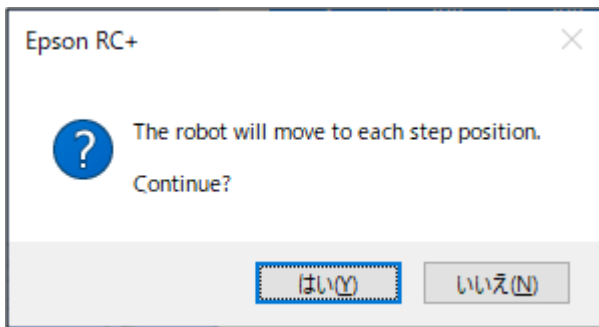 Epson RC+
The robot will move to each step position.
Continue?
はい(Y)
いいえ(N)